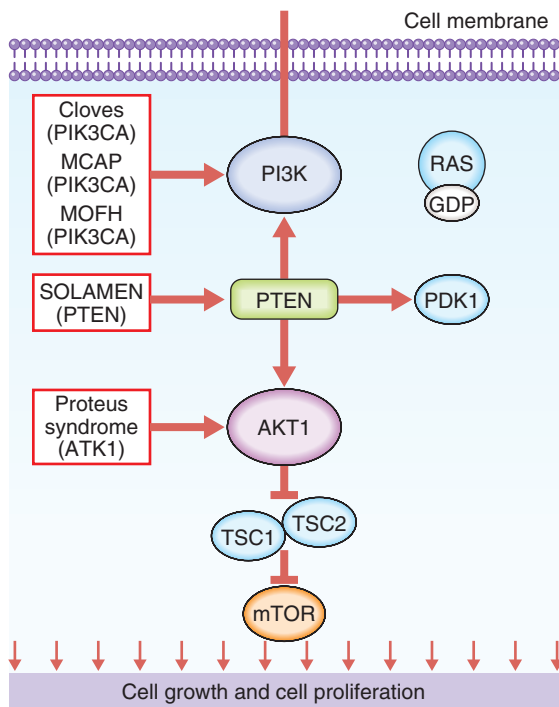 Cell membrane
Cloves
(PIK3CA)
MCAP
(PIK3CA)
MOFH
(PIK3CA)
PI3K
RAS
GDP
SOLAMEN
(PTEN)
PTEN
PDK1
Proteus
syndrome
(ATK1)
AKT1
TSC1
TSC2
mTOR
Cell growth and cell proliferation